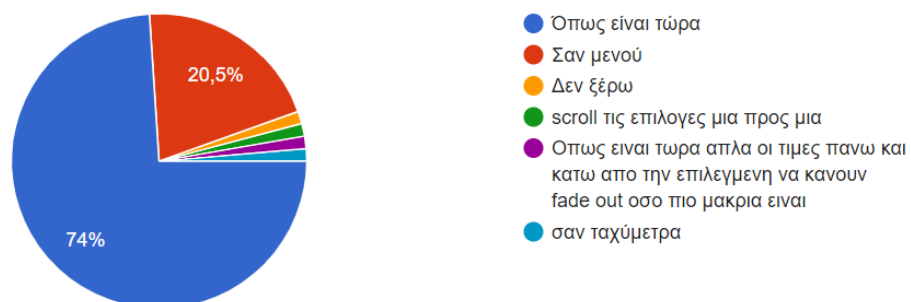 20,5%
74%
Όπως είναι τώρα
Σαν μενού
Δεν ξέρω
scroll τις επιλογες μια προς μια
Οπως ειναι τωρα απλα οι τιμες πανω και
κατω απο την επιλεγμενη να κανουν
fade out οσο πιο μακρια ειναι
σαν ταχύμετρα